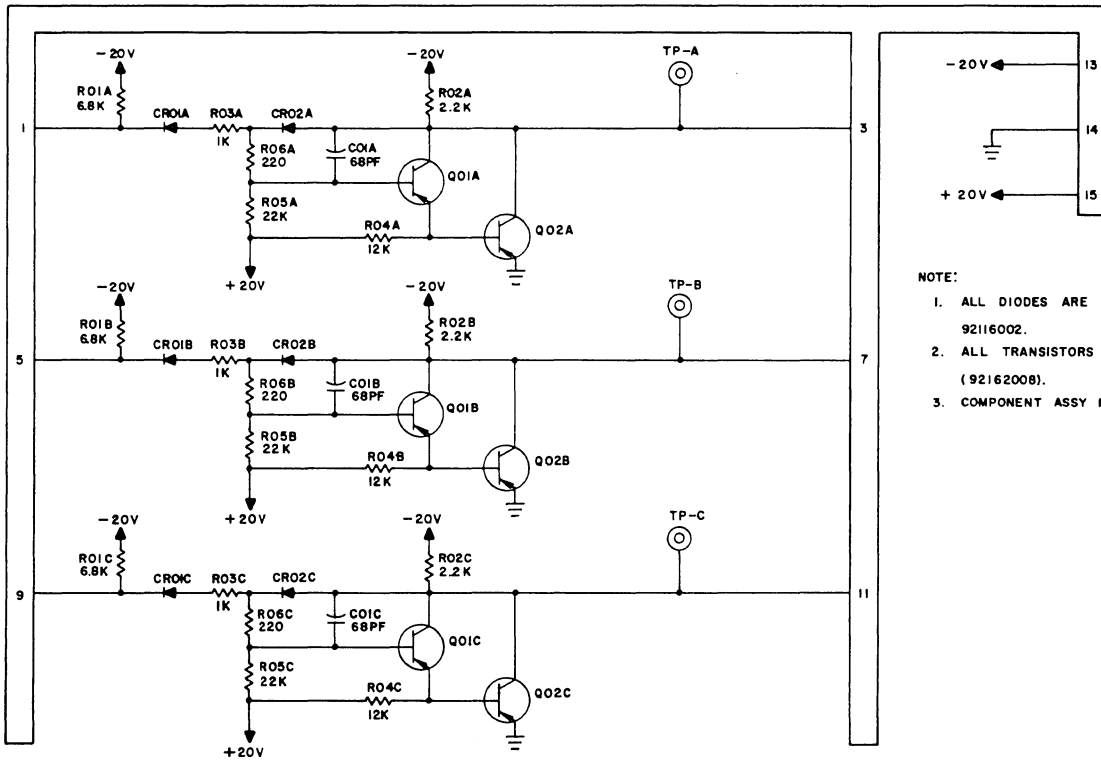 -20V
R01A
6.8K
CR01A
R03A
1K
CR02A
-20V
R02A
2.2K
TP-A
1
3
R06A
220
C01A
68PF
Q01A
R05A
22K
R04A
12K
Q02A
+20V
-20V
R01B
6.8K
CR01B
R03B
1K
CR02B
-20V
R02B
2.2K
TP-B
5
7
R06B
220
C01B
68PF
Q01B
R05B
22K
R04B
12K
Q02B
+20V
-20V
R01C
6.8K
CR01C
R03C
1K
CR02C
-20V
R02C
2.2K
TP-C
9
11
R06C
220
C01C
68PF
Q01C
R05C
22K
R04C
12K
Q02C
+20V
-20V
13
14
+20V
15
NOTE:
1. ALL DIODES ARE
92116002.
2. ALL TRANSISTORS
(92162008).
3. COMPONENT ASSY